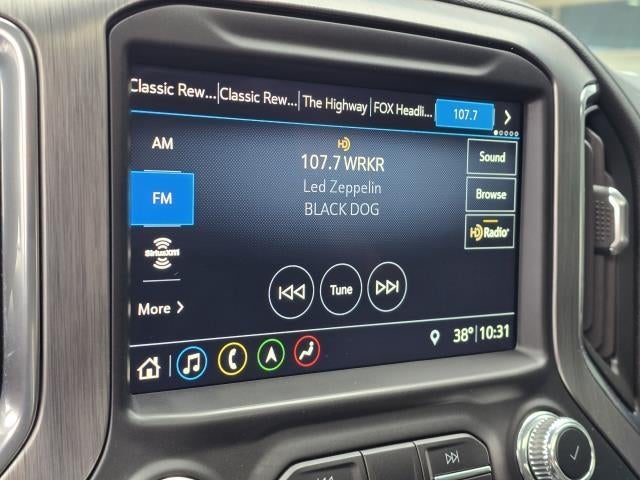 Classic Rew... Classic Rew... The Highway FOX Headli... 107.7
AM
FM
SiriusXM
More
HD
107.7 WRKR
Led Zeppelin
BLACK DOG
Tune
Sound
Browse
HD Radio
38° 10:31